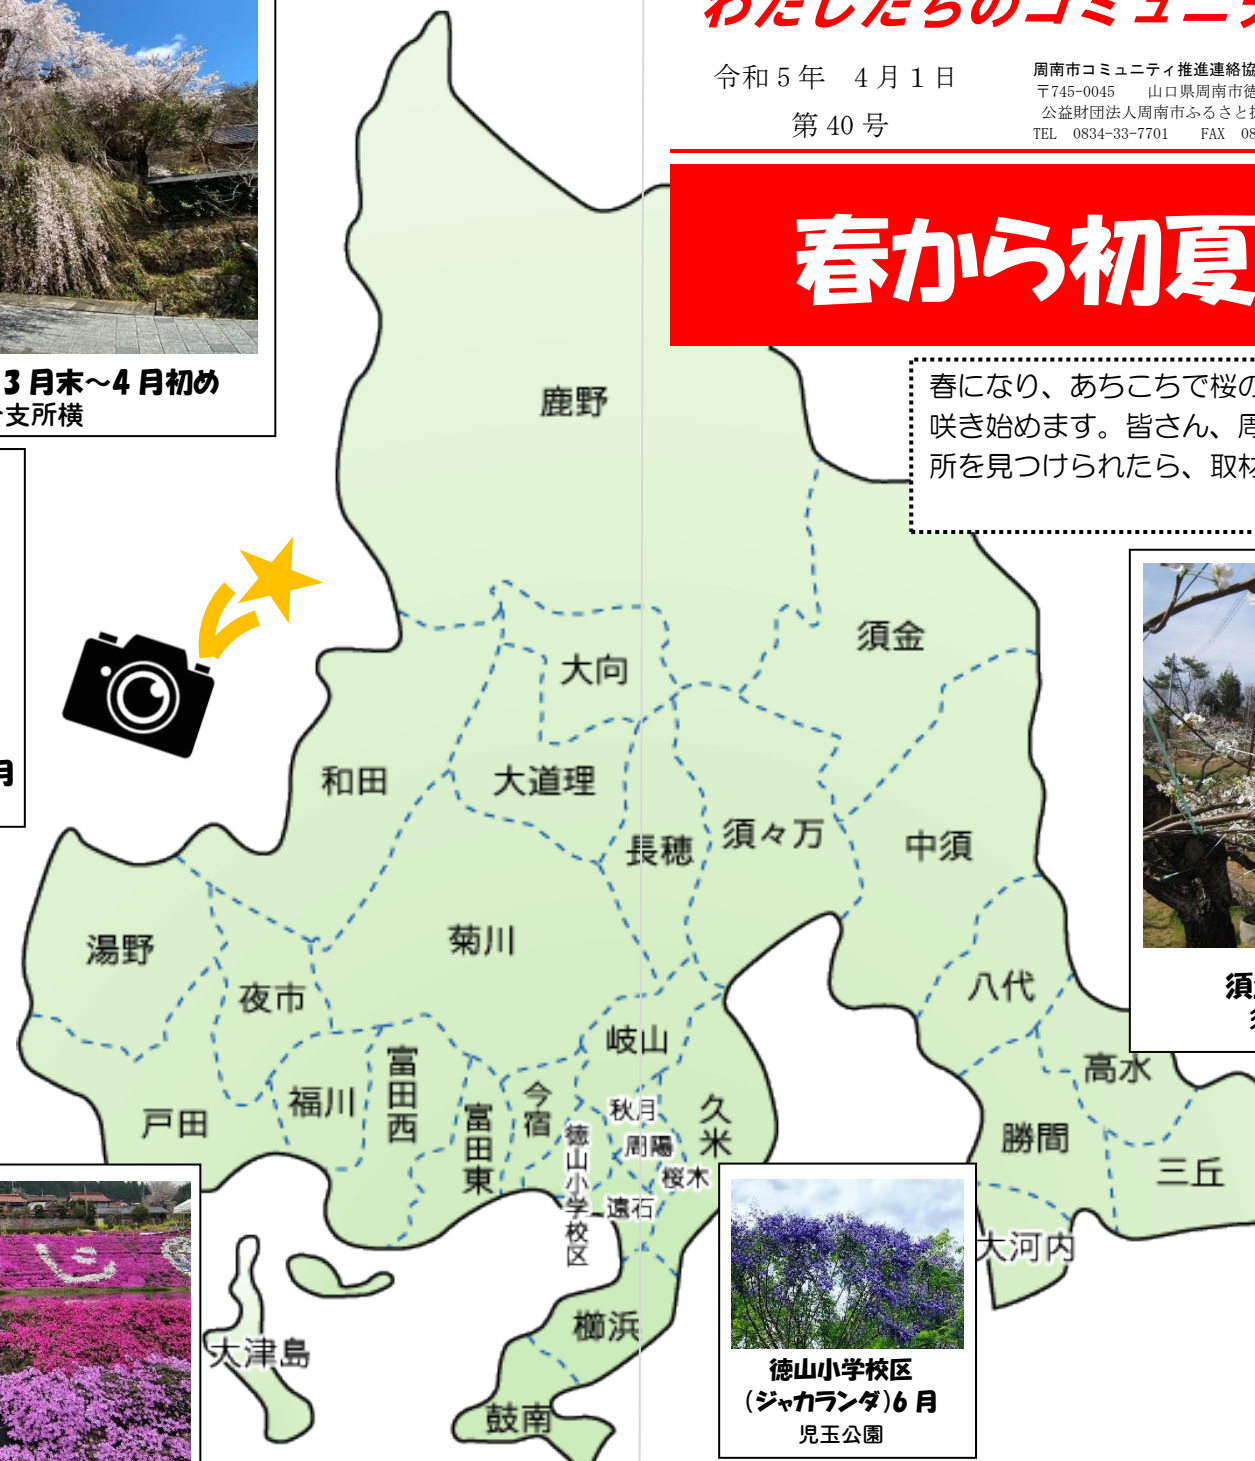 わたしたちのコミュニ
令和5年　4月1日
第 40 号
周南市コミュニティ推進連絡協
〒745-0045　山口県周南市徳
公益財団法人周南市ふるさと振
TEL　0834-33-7701　FAX　08
春から初夏
春になり、あちこちで桜の
咲き始めます。皆さん、周
所を見つけられたら、取材
3月末～4月初め
支所横
月
鹿野
須金
大向
和田
大道理
長穂
須々万
中須
湯野
菊川
夜市
八代
岐山
高水
福川
富田西
富田東
今宿
秋月
久米
戸田
徳山小学校区
周陽
桜木
勝間
三丘
遠石
大河内
櫛浜
大津島
鼓南
須
徳山小学校区
(ジャカランダ)6月
児玉公園